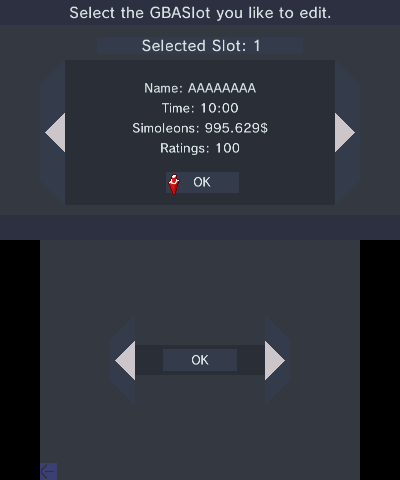 Select the GBASlot you like to edit.
Selected Slot: 1
Name: AAAAAAAA
Time: 10:00
Simoleons: 995.629$
Ratings: 100
OK
OK